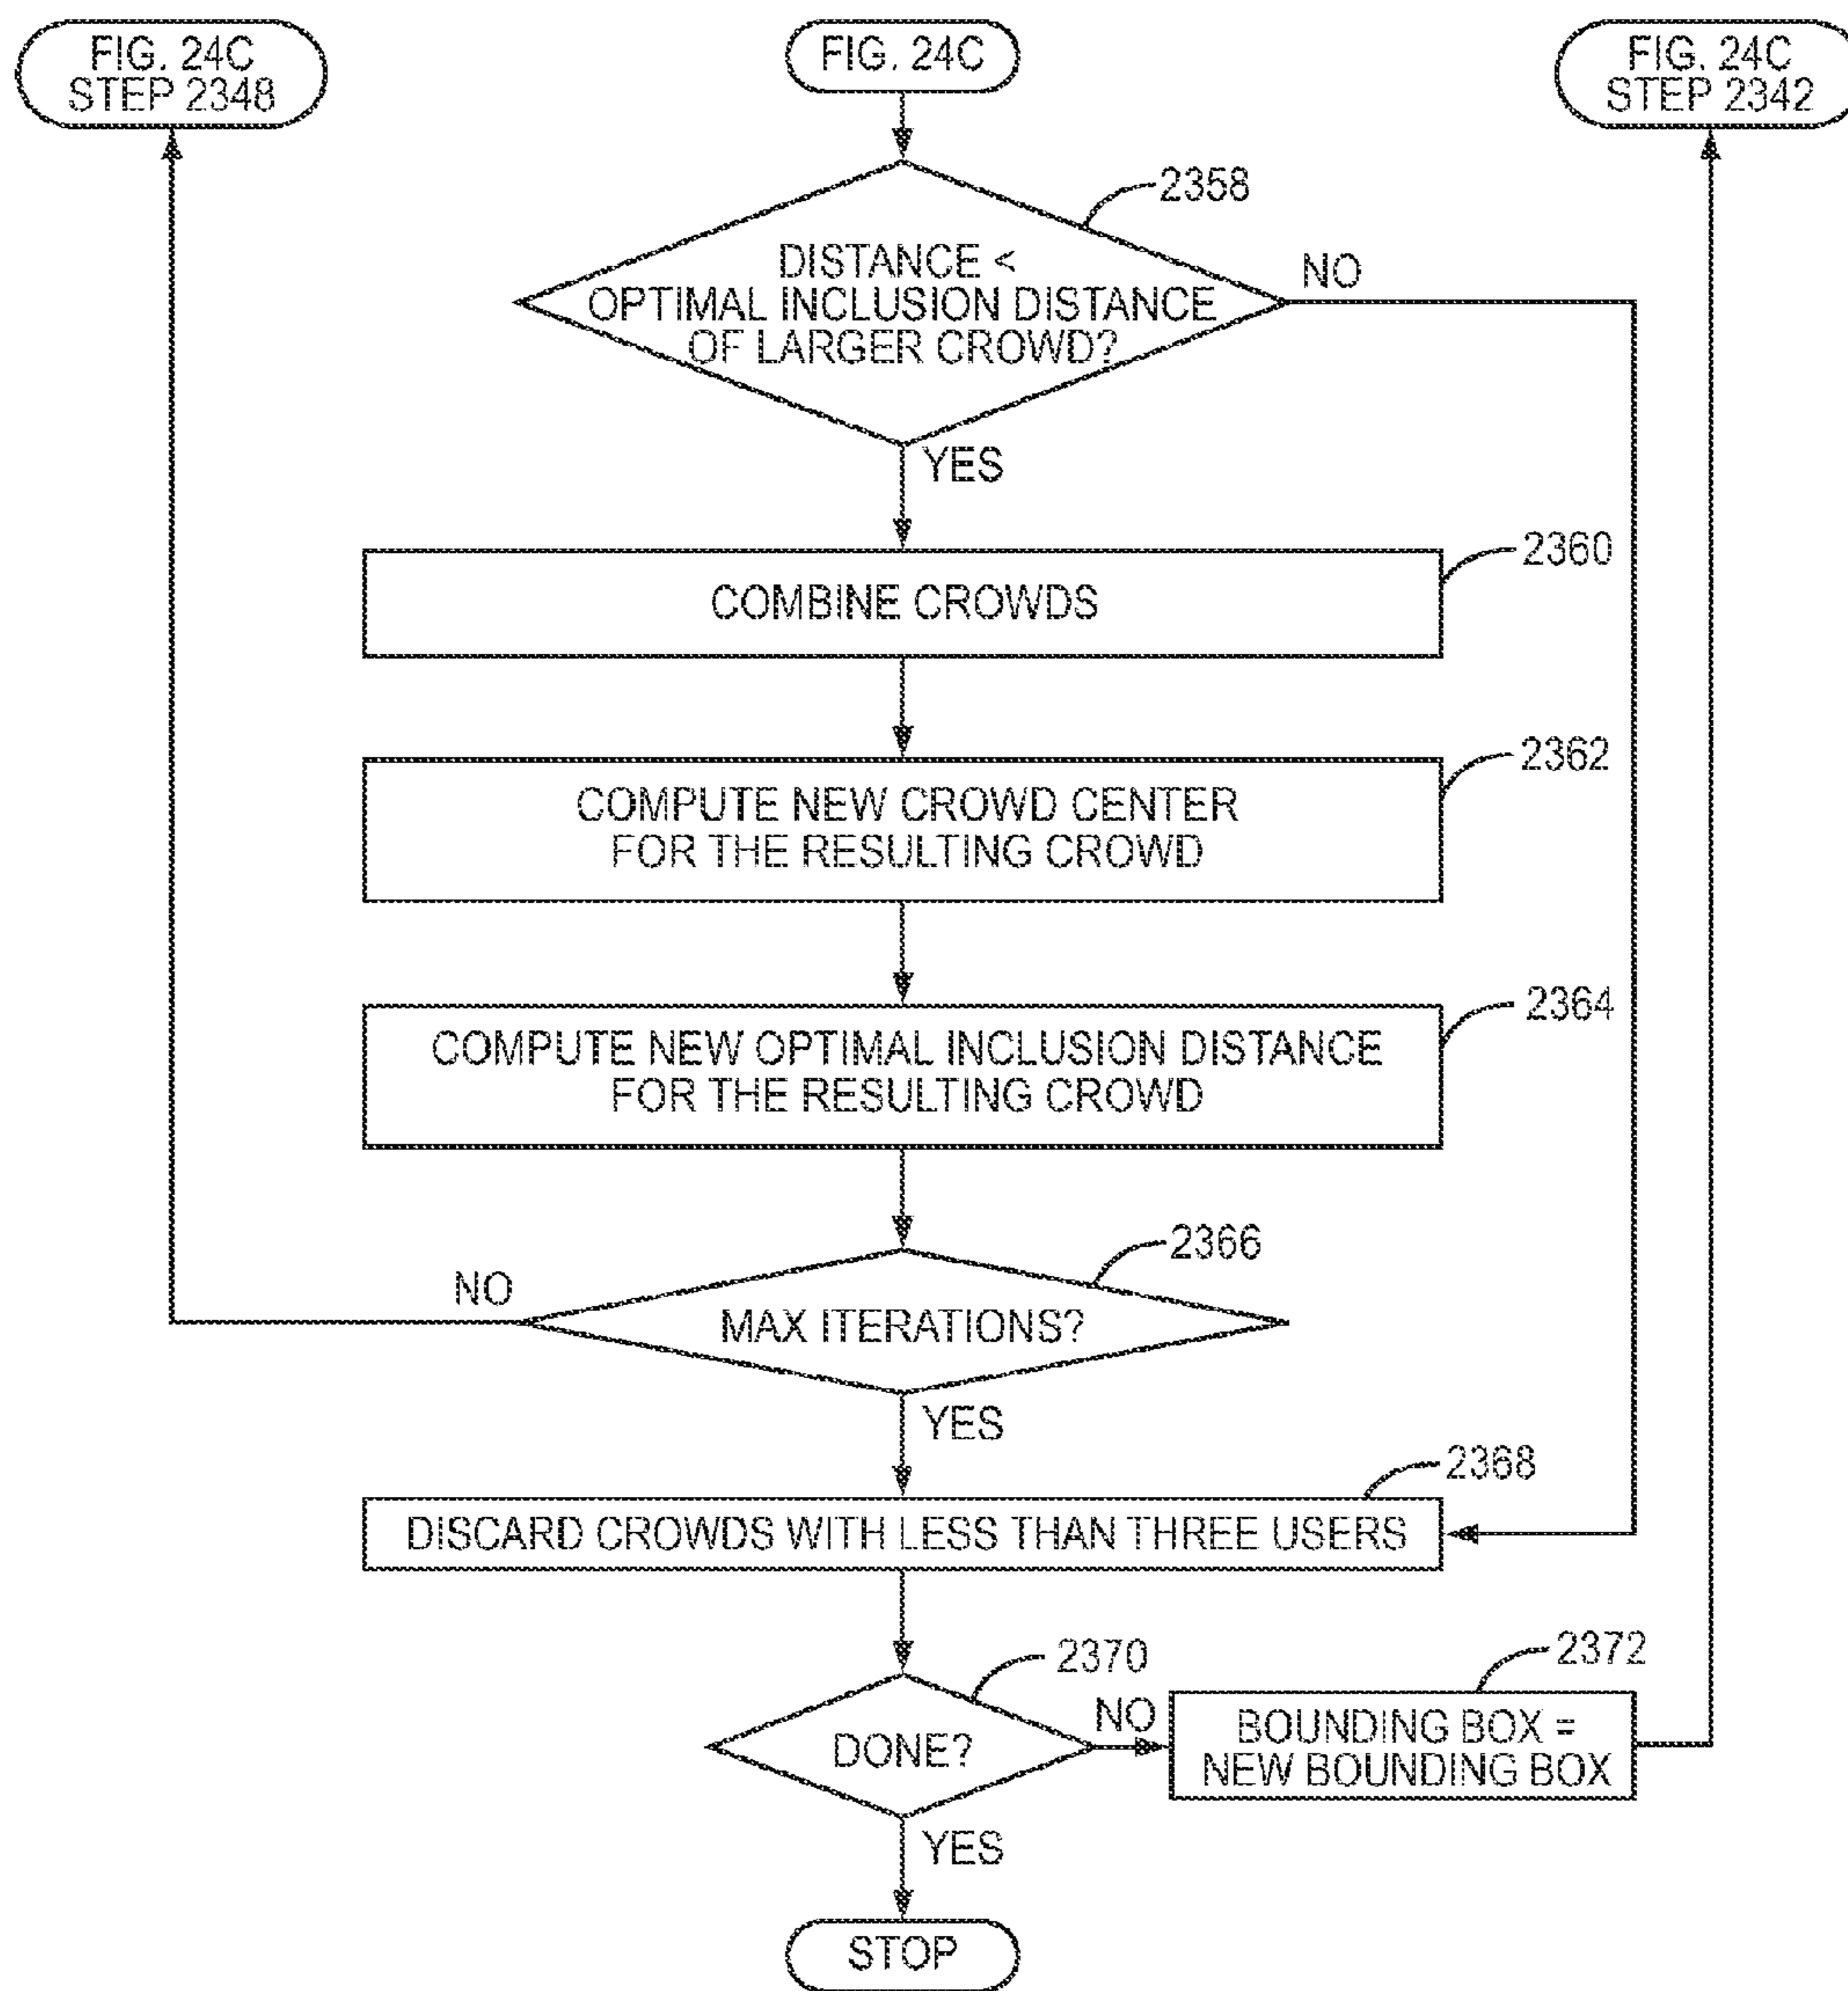 FIG. 24C
STEP 2348
FIG. 24C
FIG. 24C
STEP 2342
2358
DISTANCE <
OPTIMAL INCLUSION DISTANCE
OF LARGER CROWD?
NO
YES
2360
COMBINE CROWDS
2362
COMPUTE NEW CROWD CENTER
FOR THE RESULTING CROWD
2364
COMPUTE NEW OPTIMAL INCLUSION DISTANCE
FOR THE RESULTING CROWD
2366
NO
MAX ITERATIONS?
YES
2368
DISCARD CROWDS WITH LESS THAN THREE USERS
2370
2372
DONE?
NO
BOUNDING BOX =
NEW BOUNDING BOX
YES
STOP